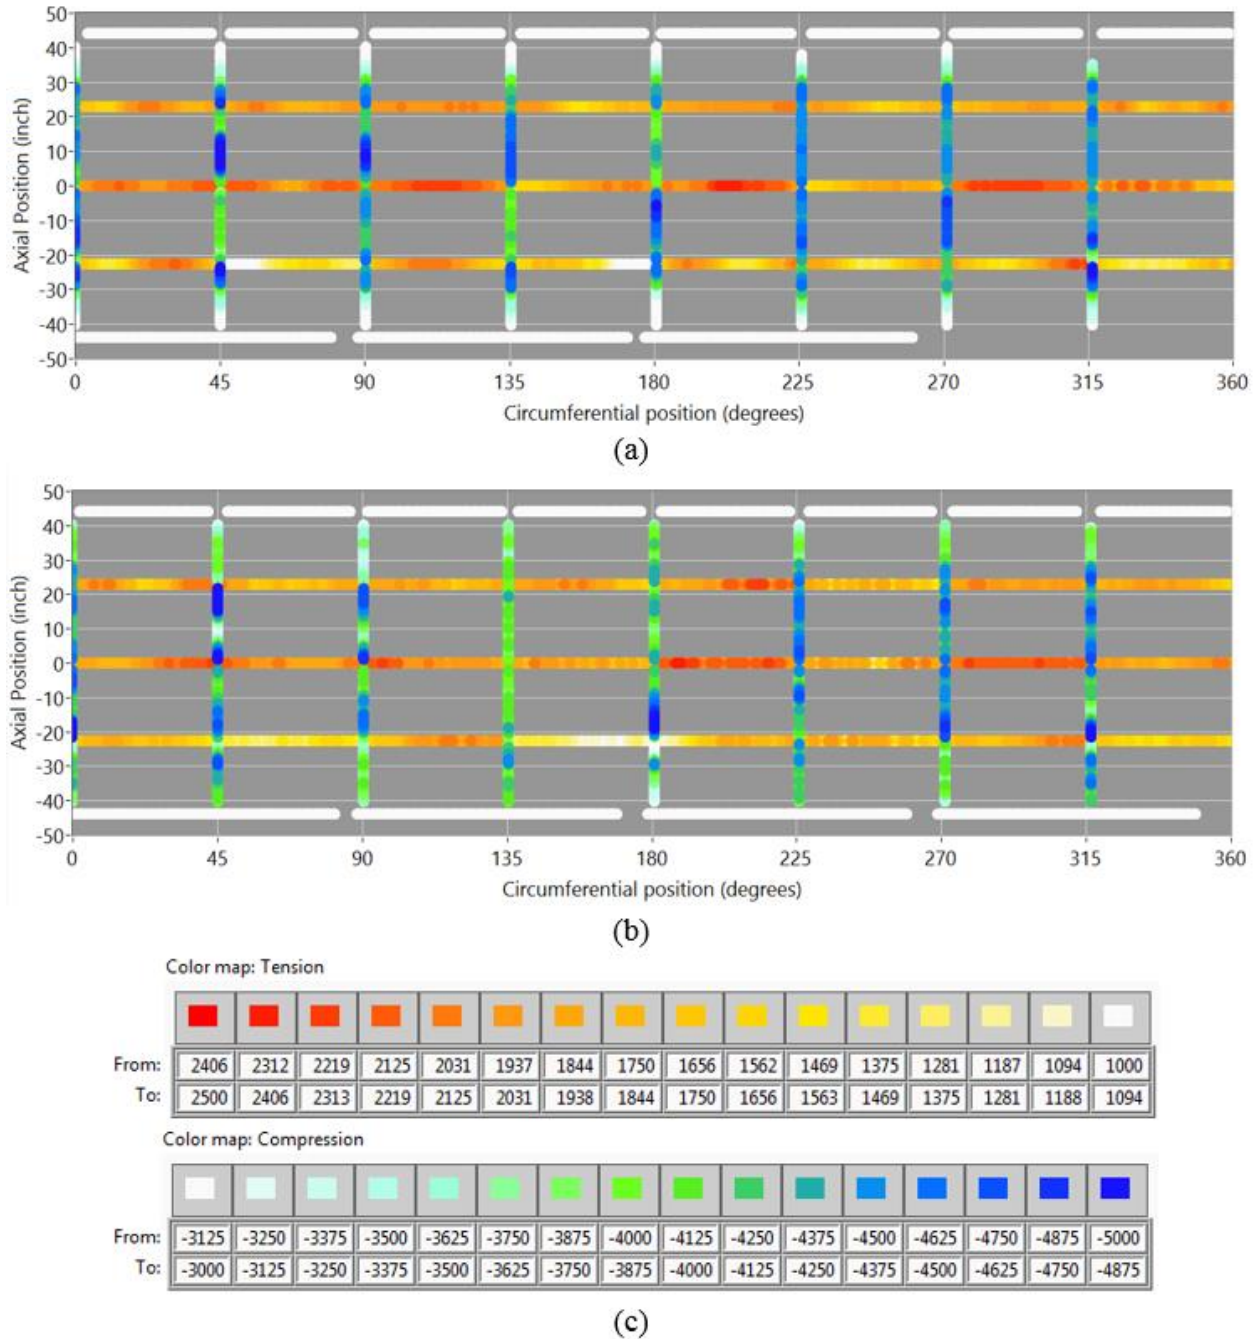 50
40
30
20
10
0
-10
-20
-30
-40
-50
Axial Position (inch)
0 45 90 135 180 225 270 315 360
Circumferential position (degrees)
(a)
50
40
30
20
10
0
-10
-20
-30
-40
-50
Axial Position (inch)
0 45 90 135 180 225 270 315 360
Circumferential position (degrees)
(b)
Color map: Tension
From: 2406 2312 2219 2125 2031 1937 1844 1750 1656 1562 1469 1375 1281 1187 1094 1000
To: 2500 2406 2313 2219 2125 2031 1938 1844 1750 1656 1563 1469 1375 1281 1188 1094
Color map: Compression
From: -3125 -3250 -3375 -3500 -3625 -3750 -3875 -4000 -4125 -4250 -4375 -4500 -4625 -4750 -4875 -5000
To: -3000 -3125 -3250 -3375 -3500 -3625 -3750 -3875 -4000 -4125 -4250 -4375 -4500 -4625 -4750 -4875
(c)